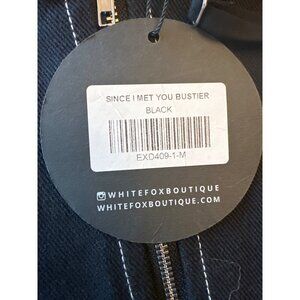 SINCE I MET YOU BUSTIER
BLACK
EXD409-1-M
WHITEFOXBOUTIQUE
WHITEFOXBOUTIQUE.COM